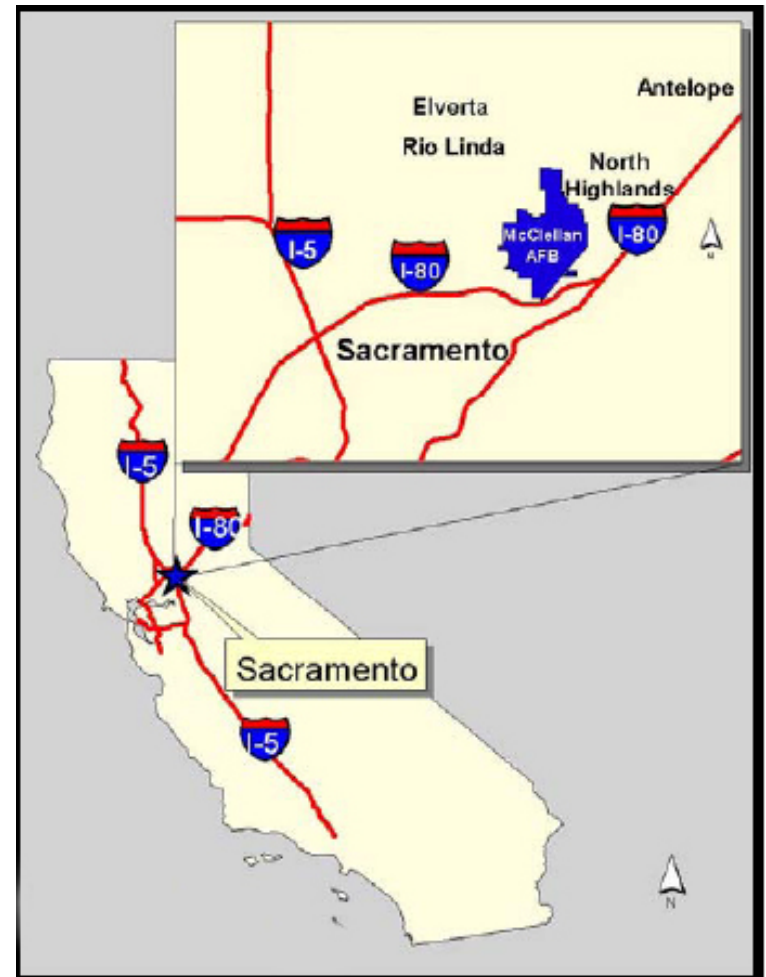 Antelope
Elverta
Rio Linda
North
Highlands
I-5
I-80
McClellan
AFB
I-80
N
Sacramento
I-5
I-80
Sacramento
I-5
N